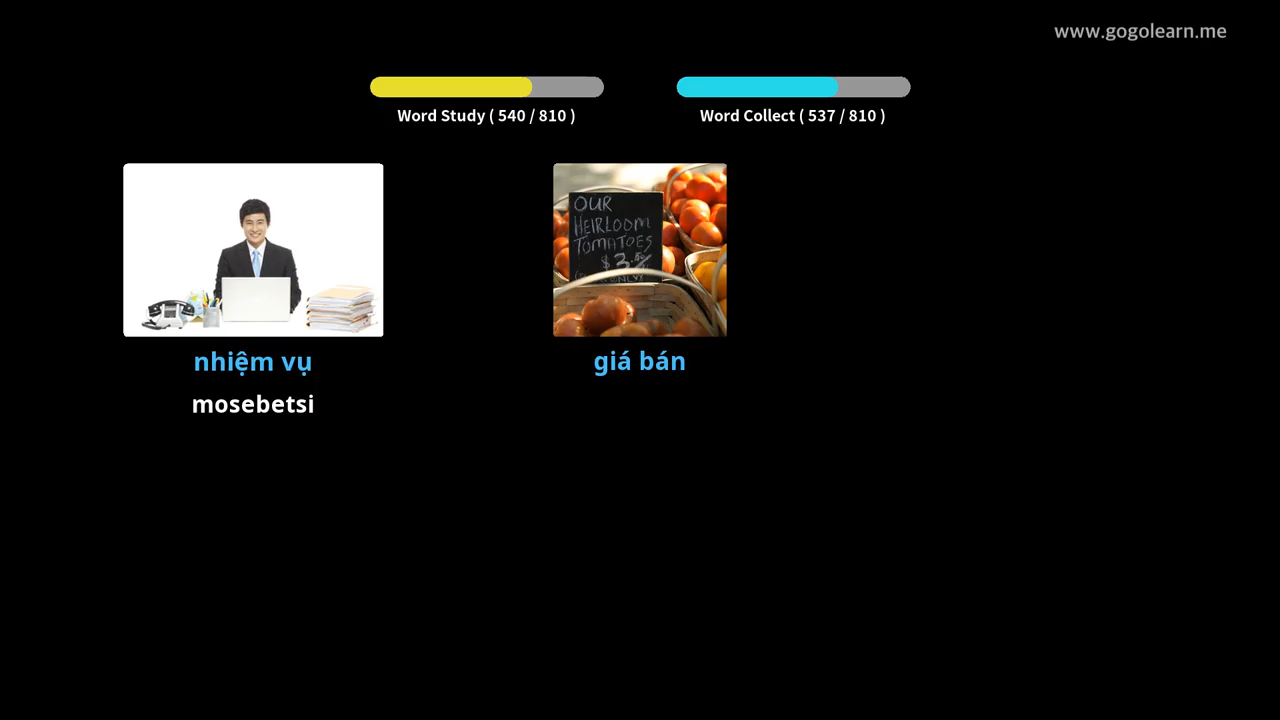 www.gogolearn.me
Word Study ( 540 / 810 )
Word Collect ( 537 / 810 )
OUR
HEIRLOOM
TOMATOES
$3.
nhiệm vụ
giá bán
mosebetsi